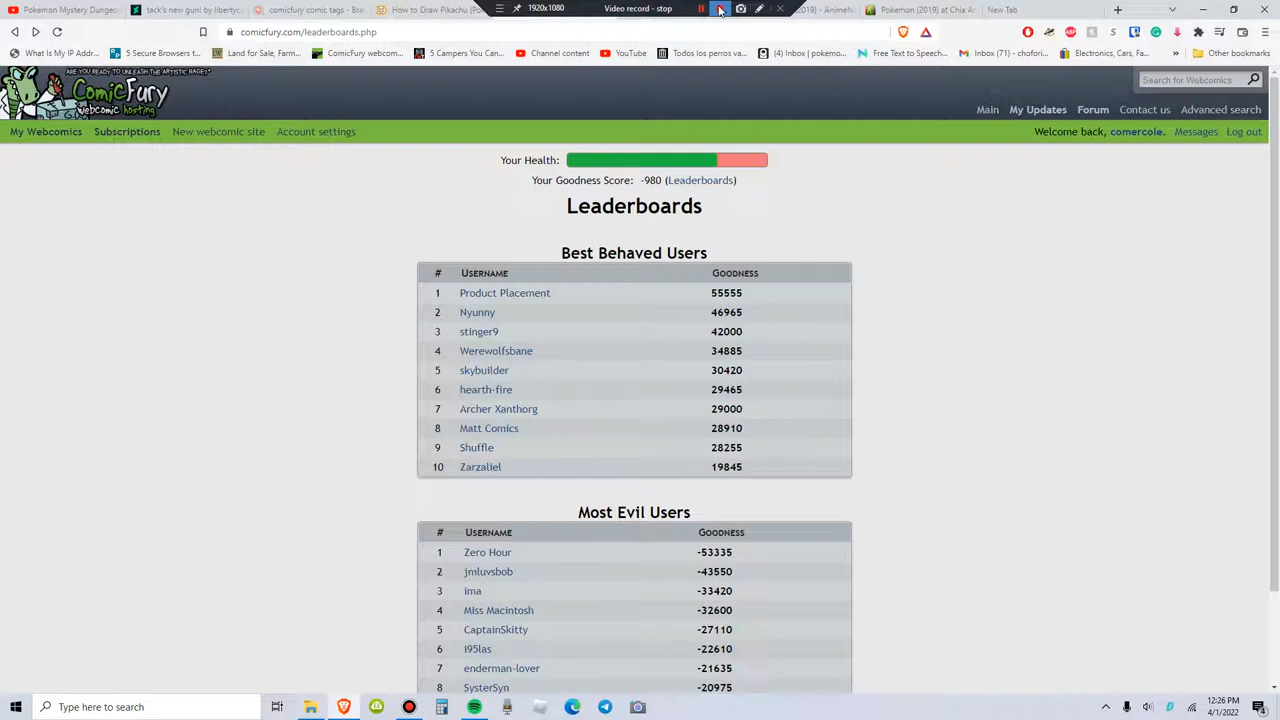 Pokemon Mystery Dungeon
tack's new gun! by libertyc
comicfury comic tags - Bra
How to Draw Pikachu (Po
1920x1080
Video record - stop
(2019) - AnimeN
Pokemon (2019) at Chia A
New Tab
comicfury.com/leaderboards.php
What Is My IP Address
5 Secure Browsers t...
Land for Sale, Farm...
ComicFury webcom...
5 Campers You Can...
Channel content
YouTube
Todos los perros va...
(4) Inbox | pokemo...
Free Text to Speech...
Inbox (71) - chofori...
Electronics, Cars, Fa...
»
Other bookmarks
ARE YOU READY TO UNLEASH THE ARTISTIC RAGE?
ComicFury
webcomic hosting
Search for Webcomics
Main
My Updates
Forum
Contact us
Advanced search
My Webcomics
Subscriptions
New webcomic site
Account settings
Welcome back, comercole.
Messages
Log out
Your Health:
Your Goodness Score: -980 (Leaderboards)
Leaderboards
Best Behaved Users
# Username Goodness
1 Product Placement 55555
2 Nyunny 46965
3 stinger9 42000
4 Werewolfsbane 34885
5 skybuilder 30420
6 hearth-fire 29465
7 Archer Xanthorg 29000
8 Matt Comics 28910
9 Shuffle 28255
10 Zarzaliel 19845
Most Evil Users
# Username Goodness
1 Zero Hour -53335
2 jmluvsbob -43550
3 ima -33420
4 Miss Macintosh -32600
5 CaptainSkitty -27110
6 i95las -22610
7 enderman-lover -21635
8 SysterSyn -20975
Type here to search
12:26 PM
4/1/2022